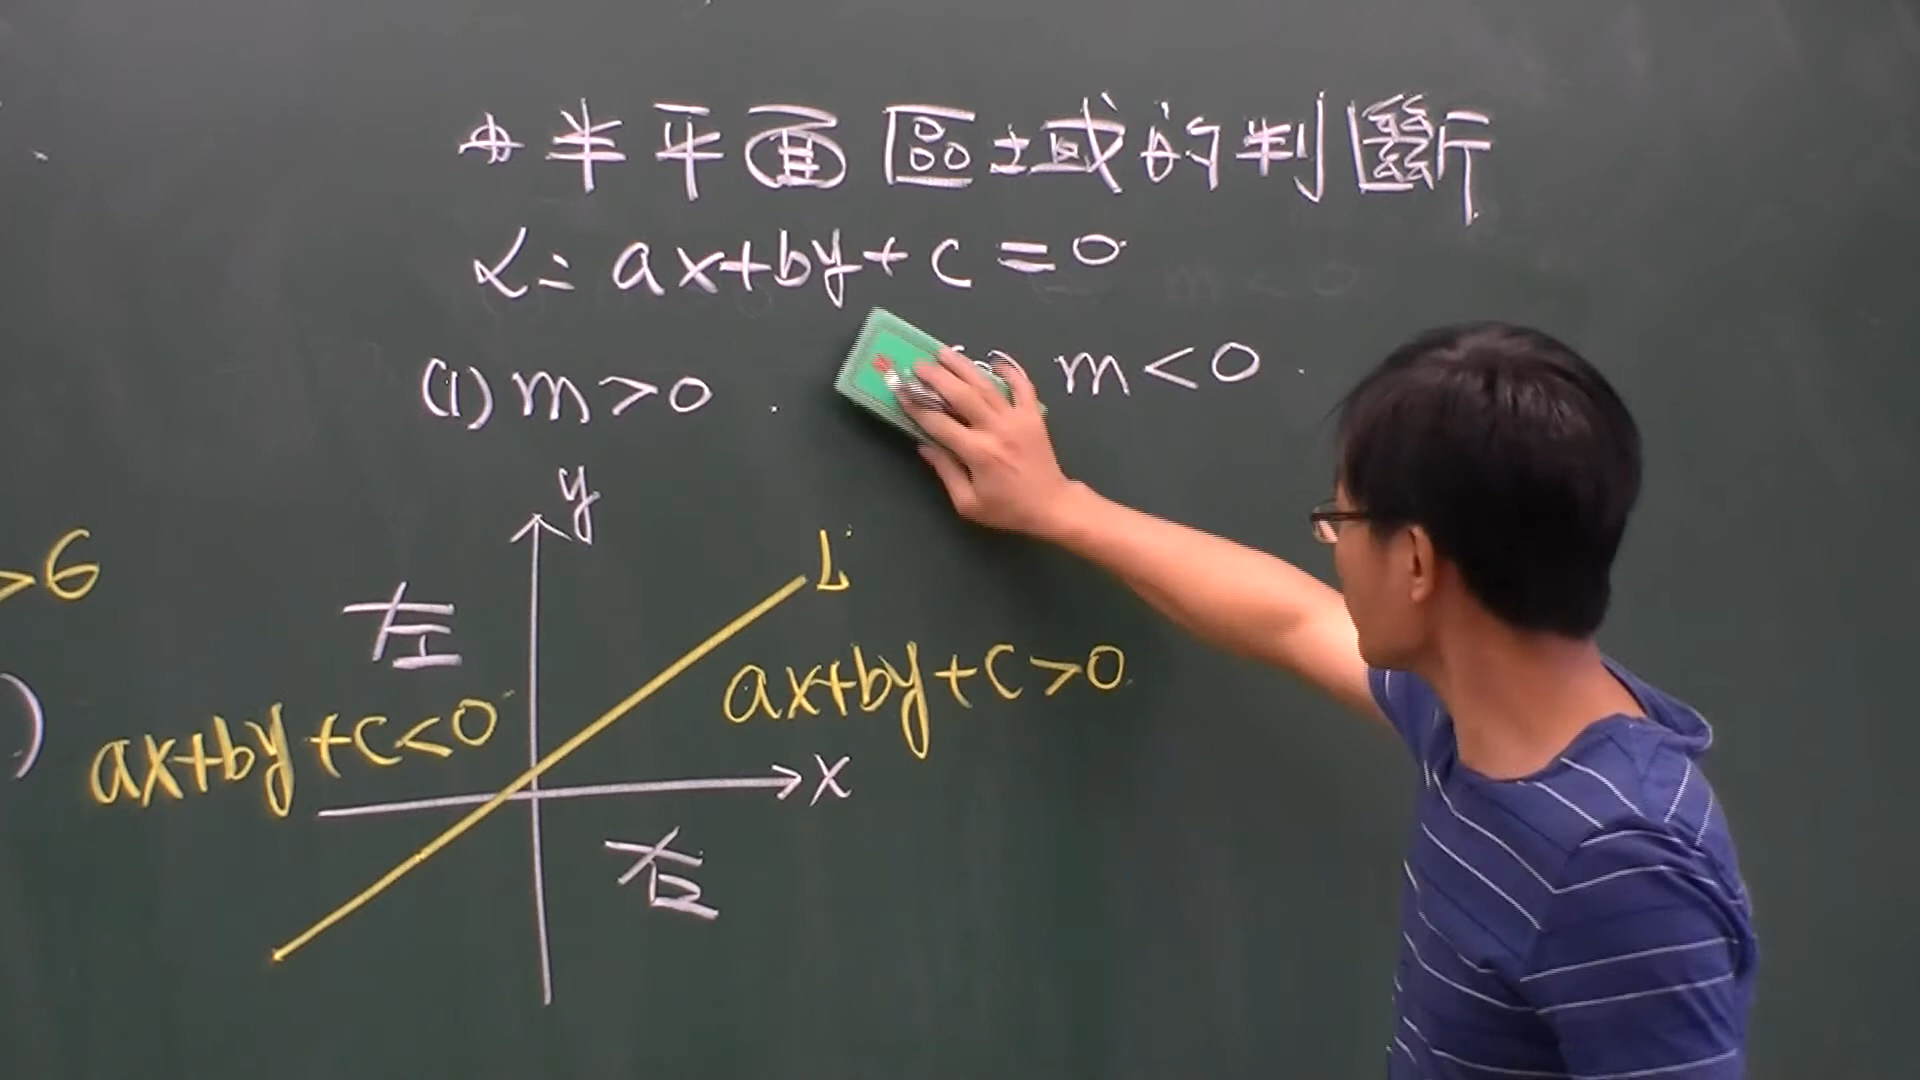 半平面區域的判斷
L: ax+by+c=0
(1) m>0
m<0
y
L
>6
左
ax+by+c>0
)
ax+by+c<0
x
右